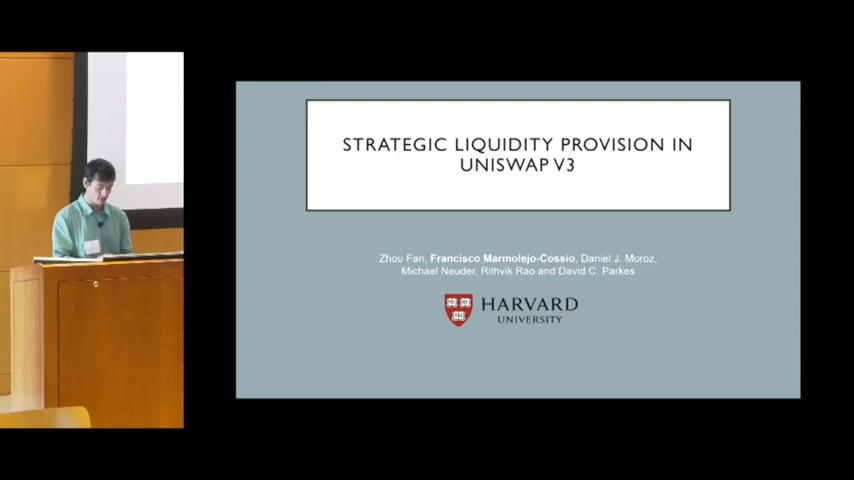 STRATEGIC LIQUIDITY PROVISION IN
UNISWAP V3
Zhou Fan, Francisco Marmolejo-Cossio, Daniel J. Moroz,
Michael Neuder, Rithvik Rao and David C. Parkes
HARVARD
UNIVERSITY